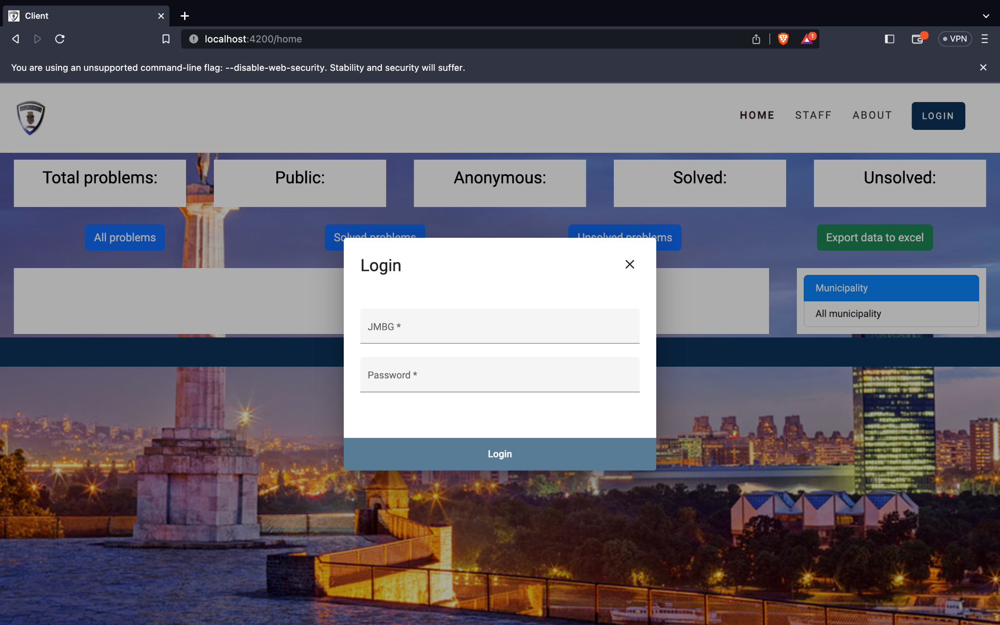 Client
localhost:4200/home
1
VPN
You are using an unsupported command-line flag: --disable-web-security. Stability and security will suffer.
HOME STAFF ABOUT LOGIN
Total problems: Public: Anonymous: Solved: Unsolved:
All problems Solved problems Unsolved problems Export data to excel
Login
Municipality
All municipality
JMBG *
Password *
Login